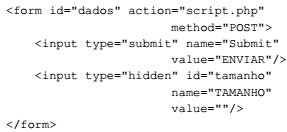 <form id="dados" action="script.php"
method="POST">
<input type="submit" name="Submit"
value="ENVIAR"/>
<input type="hidden" id="tamanho"
name="TAMANHO"
value=""/>
</form>